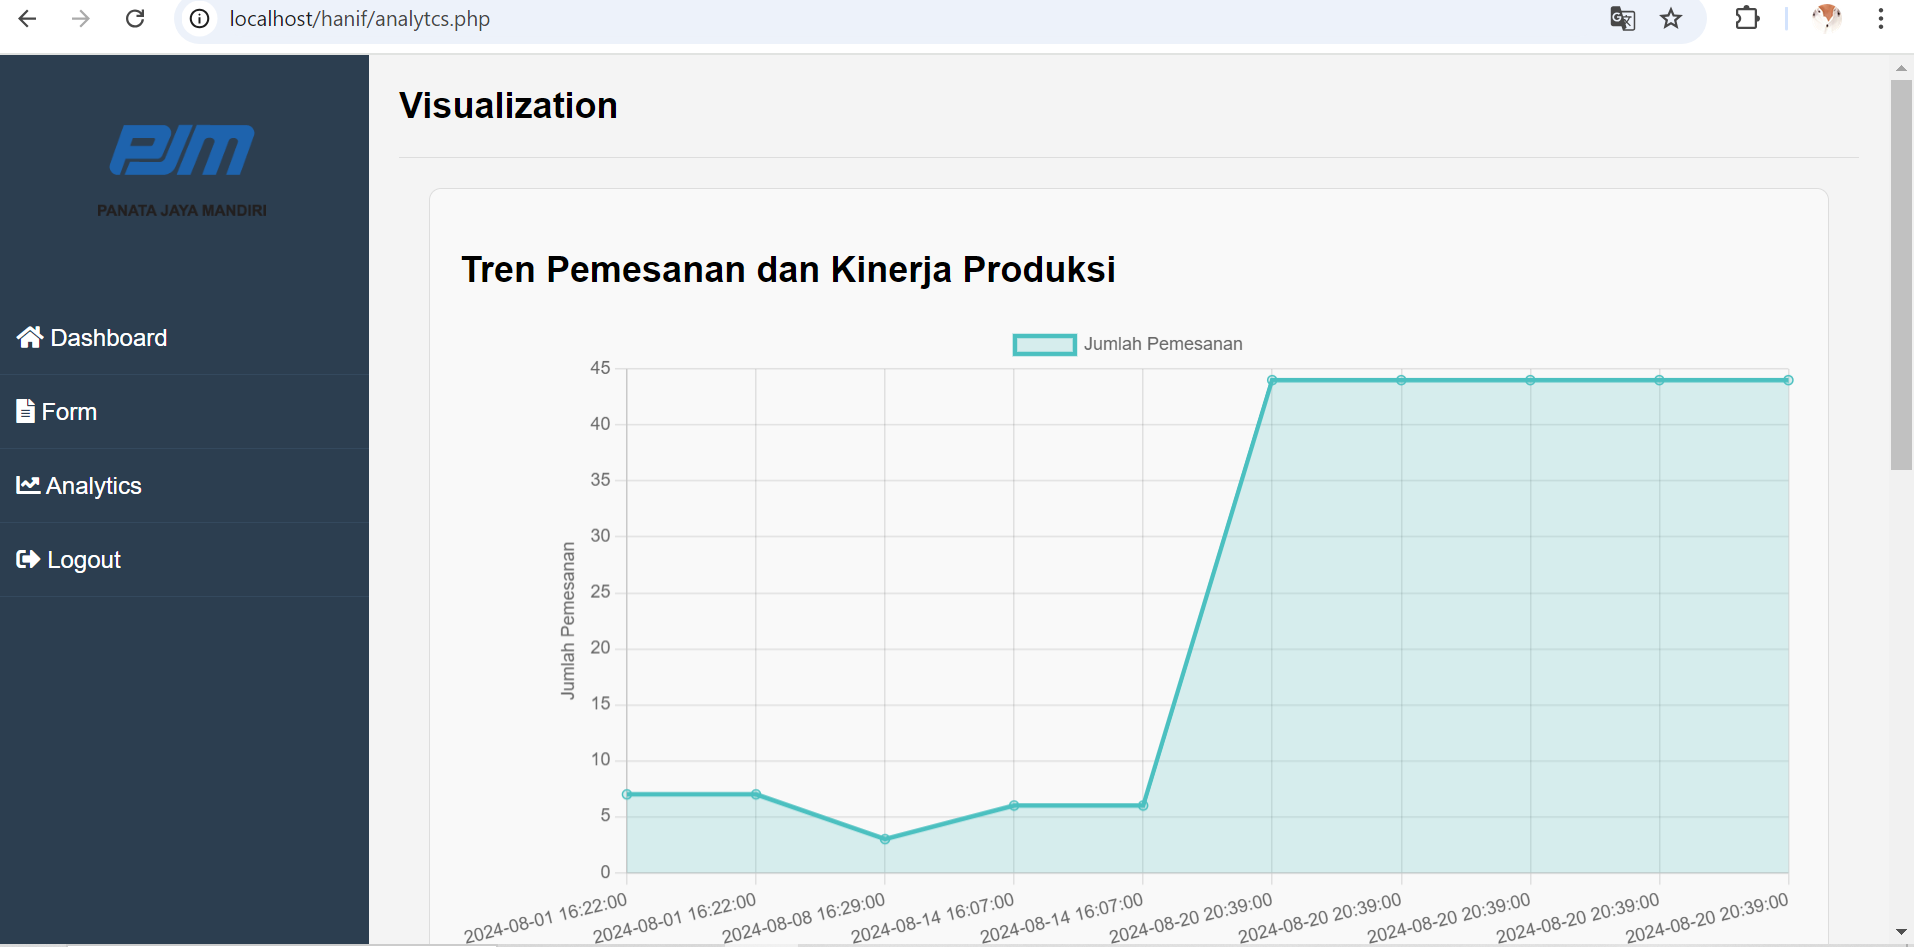 localhost/hanif/analytcs.php
PJM
PANATA JAYA MANDIRI
Dashboard
Form
Analytics
Logout
Visualization
Tren Pemesanan dan Kinerja Produksi
Jumlah Pemesanan
Jumlah Pemesanan
45
40
35
30
25
20
15
10
5
0
2024-08-01 16:22:00
2024-08-01 16:22:00
2024-08-08 16:29:00
2024-08-14 16:07:00
2024-08-14 16:07:00
2024-08-20 20:39:00
2024-08-20 20:39:00
2024-08-20 20:39:00
2024-08-20 20:39:00
2024-08-20 20:39:00